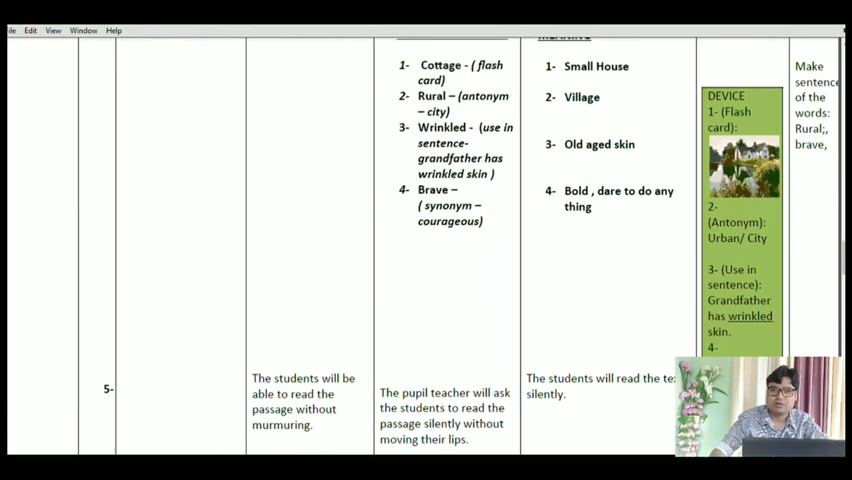 File Edit View Window Help
MEANING
1- Cottage - ( flash
card)
2- Rural – (antonym
– city)
3- Wrinkled - (use in
sentence-
grandfather has
wrinkled skin )
4- Brave –
( synonym –
courageous)
1- Small House
2- Village
3- Old aged skin
4- Bold , dare to do any
thing
DEVICE
1- (Flash
card):
2-
(Antonym):
Urban/ City
3- (Use in
sentence):
Grandfather
has wrinkled
skin.
4-
Make
sentence
of the
words:
Rural;,
brave,
5-
The students will be
able to read the
passage without
murmuring.
The pupil teacher will ask
the students to read the
passage silently without
moving their lips.
The students will read the
silently.